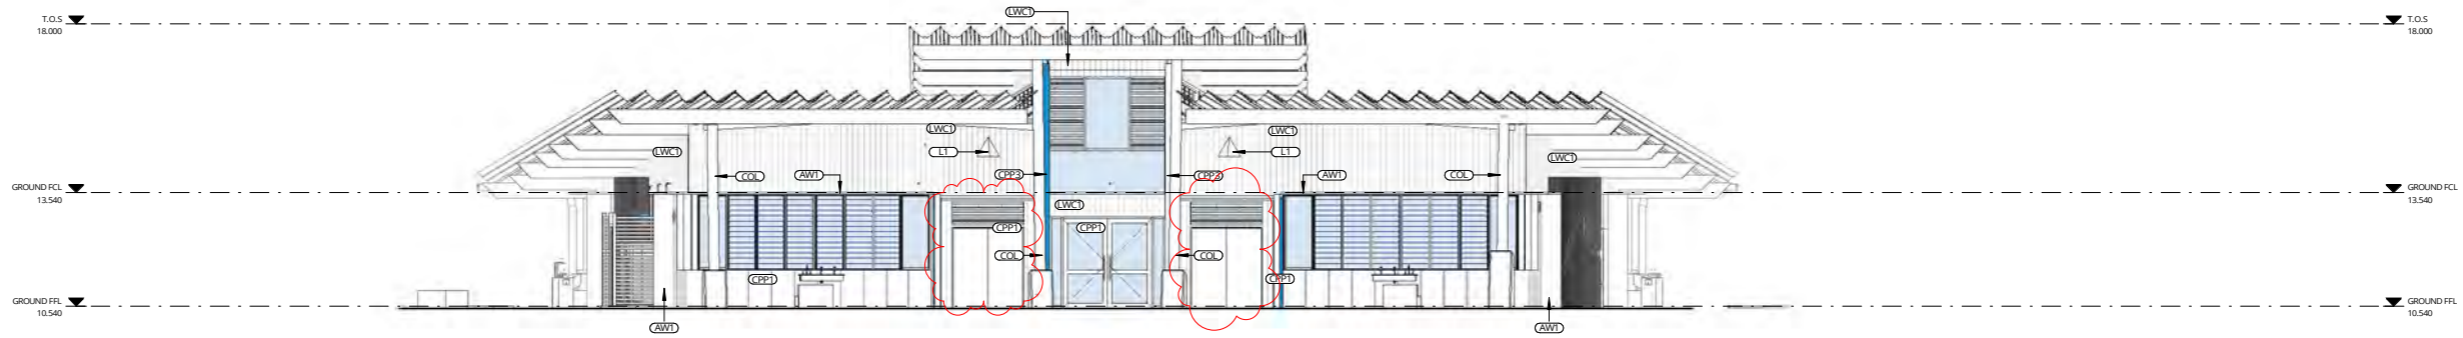 LWC1
T.O.S
18.000
T.O.S
18.000
LWC1
LWC1
L1
L1
LWC1
LWC1
COL
AW1
CPP3
CPP3
AW1
COL
GROUND FCL
13.540
GROUND FCL
13.540
LWC1
CPP1
CPP1
COL
COL
CPP1
CPP1
GROUND FFL
10.540
GROUND FFL
10.540
AW1
AW1